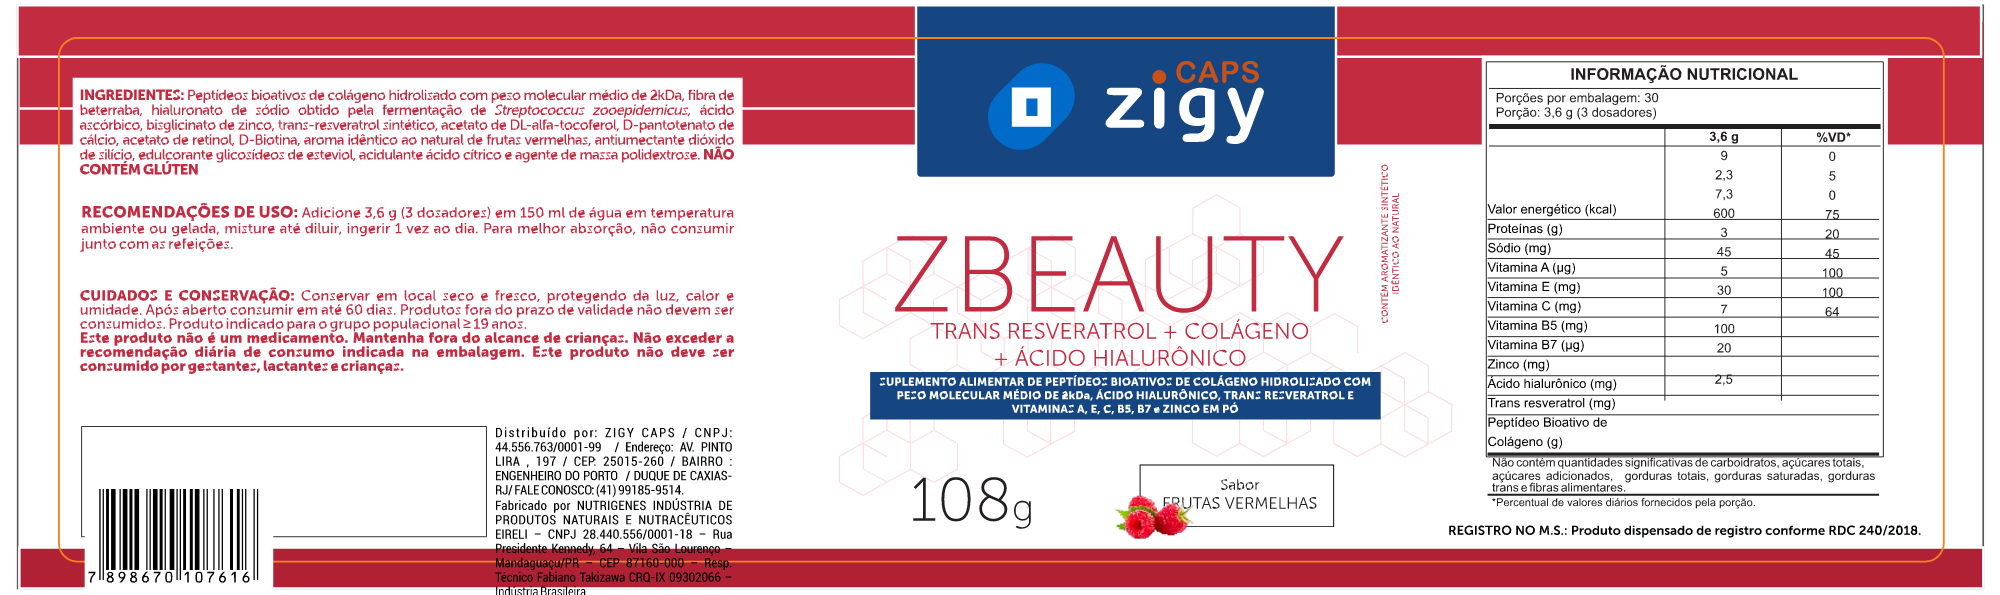 INGREDIENTES: Peptídeos bioativos de colágeno hidrolisado com peso molecular médio de 2kDa, fibra de
beterraba, hialuronato de sódio obtido pela fermentação de Streptococcus zooepidemicus, ácido
ascórbico, bisglicinato de zinco, trans-resveratrol sintético, acetato de DL-alfa-tocoferol, D-pantotenato de
cálcio, acetato de retinol, D-Biotina, aroma idêntico ao natural de frutas vermelhas, antiumectante dióxido
de silício, edulcorante glicosídeos de esteviol, acidulante ácido cítrico e agente de massa polidextrose. NÃO
CONTÉM GLÚTEN
RECOMENDAÇÕES DE USO: Adicione 3,6 g (3 dosadores) em 150 ml de água em temperatura
ambiente ou gelada, misture até diluir, ingerir 1 vez ao dia. Para melhor absorção, não consumir
junto com as refeições.
CUIDADOS E CONSERVAÇÃO: Conservar em local seco e fresco, protegendo da luz, calor e
umidade. Após aberto consumir em até 60 dias. Produtos fora do prazo de validade não devem ser
consumidos. Produto indicado para o grupo populacional ≥ 19 anos.
Este produto não é um medicamento. Mantenha fora do alcance de crianças. Não exceder a
recomendação diária de consumo indicada na embalagem. Este produto não deve ser
consumido por gestantes, lactantes e crianças.
7 898670 107616
Distribuído por: ZIGY CAPS / CNPJ:
44.556.763/0001-99 / Endereço: AV. PINTO
LIRA , 197 / CEP: 25015-260 / BAIRRO :
ENGENHEIRO DO PORTO / DUQUE DE CAXIAS-
RJ/ FALE CONOSCO: (41) 99185-9514.
Fabricado por NUTRIGENES INDÚSTRIA DE
PRODUTOS NATURAIS E NUTRACÊUTICOS
EIRELI – CNPJ 28.440.556/0001-18 – Rua
Presidente Kennedy, 64 – Vila São Lourenço –
Mandaguaçu/PR – CEP 87160-000 – Resp.
Técnico Fabiano Takizawa CRQ-IX 09302066 –
Indústria Brasileira
CAPS
zigy
ZBEAUTY
TRANS RESVERATROL + COLÁGENO
+ ÁCIDO HIALURÔNICO
SUPLEMENTO ALIMENTAR DE PEPTÍDEOS BIOATIVOS DE COLÁGENO HIDROLISADO COM
PESO MOLECULAR MÉDIO DE 2kDa, ÁCIDO HIALURÔNICO, TRANS RESVERATROL E
VITAMINAS A, E, C, B5, B7 e ZINCO EM PÓ
108g
Sabor
FRUTAS VERMELHAS
CONTÉM AROMATIZANTE SINTÉTICO
IDÊNTICO AO NATURAL
INFORMAÇÃO NUTRICIONAL
Porções por embalagem: 30
Porção: 3,6 g (3 dosadores)
3,6 g %VD*
9 0
2,3 5
7,3 0
Valor energético (kcal) 600 75
Proteínas (g) 3 20
Sódio (mg) 45 45
Vitamina A (µg) 5 100
Vitamina E (mg) 30 100
Vitamina C (mg) 7 64
Vitamina B5 (mg) 100
Vitamina B7 (µg) 20
Zinco (mg)
Ácido hialurônico (mg) 2,5
Trans resveratrol (mg)
Peptídeo Bioativo de
Colágeno (g)
Não contém quantidades significativas de carboidratos, açúcares totais,
açúcares adicionados, gorduras totais, gorduras saturadas, gorduras
trans e fibras alimentares.
*Percentual de valores diários fornecidos pela porção.
REGISTRO NO M.S.: Produto dispensado de registro conforme RDC 240/2018.